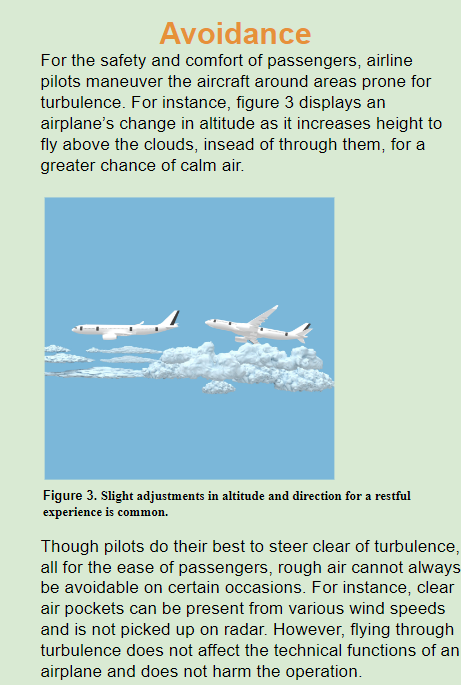 Avoidance
For the safety and comfort of passengers, airline
pilots maneuver the aircraft around areas prone for
turbulence. For instance, figure 3 displays an
airplane’s change in altitude as it increases height to
fly above the clouds, insead of through them, for a
greater chance of calm air.
Figure 3. Slight adjustments in altitude and direction for a restful
experience is common.
Though pilots do their best to steer clear of turbulence,
all for the ease of passengers, rough air cannot always
be avoidable on certain occasions. For instance, clear
air pockets can be present from various wind speeds
and is not picked up on radar. However, flying through
turbulence does not affect the technical functions of an
airplane and does not harm the operation.